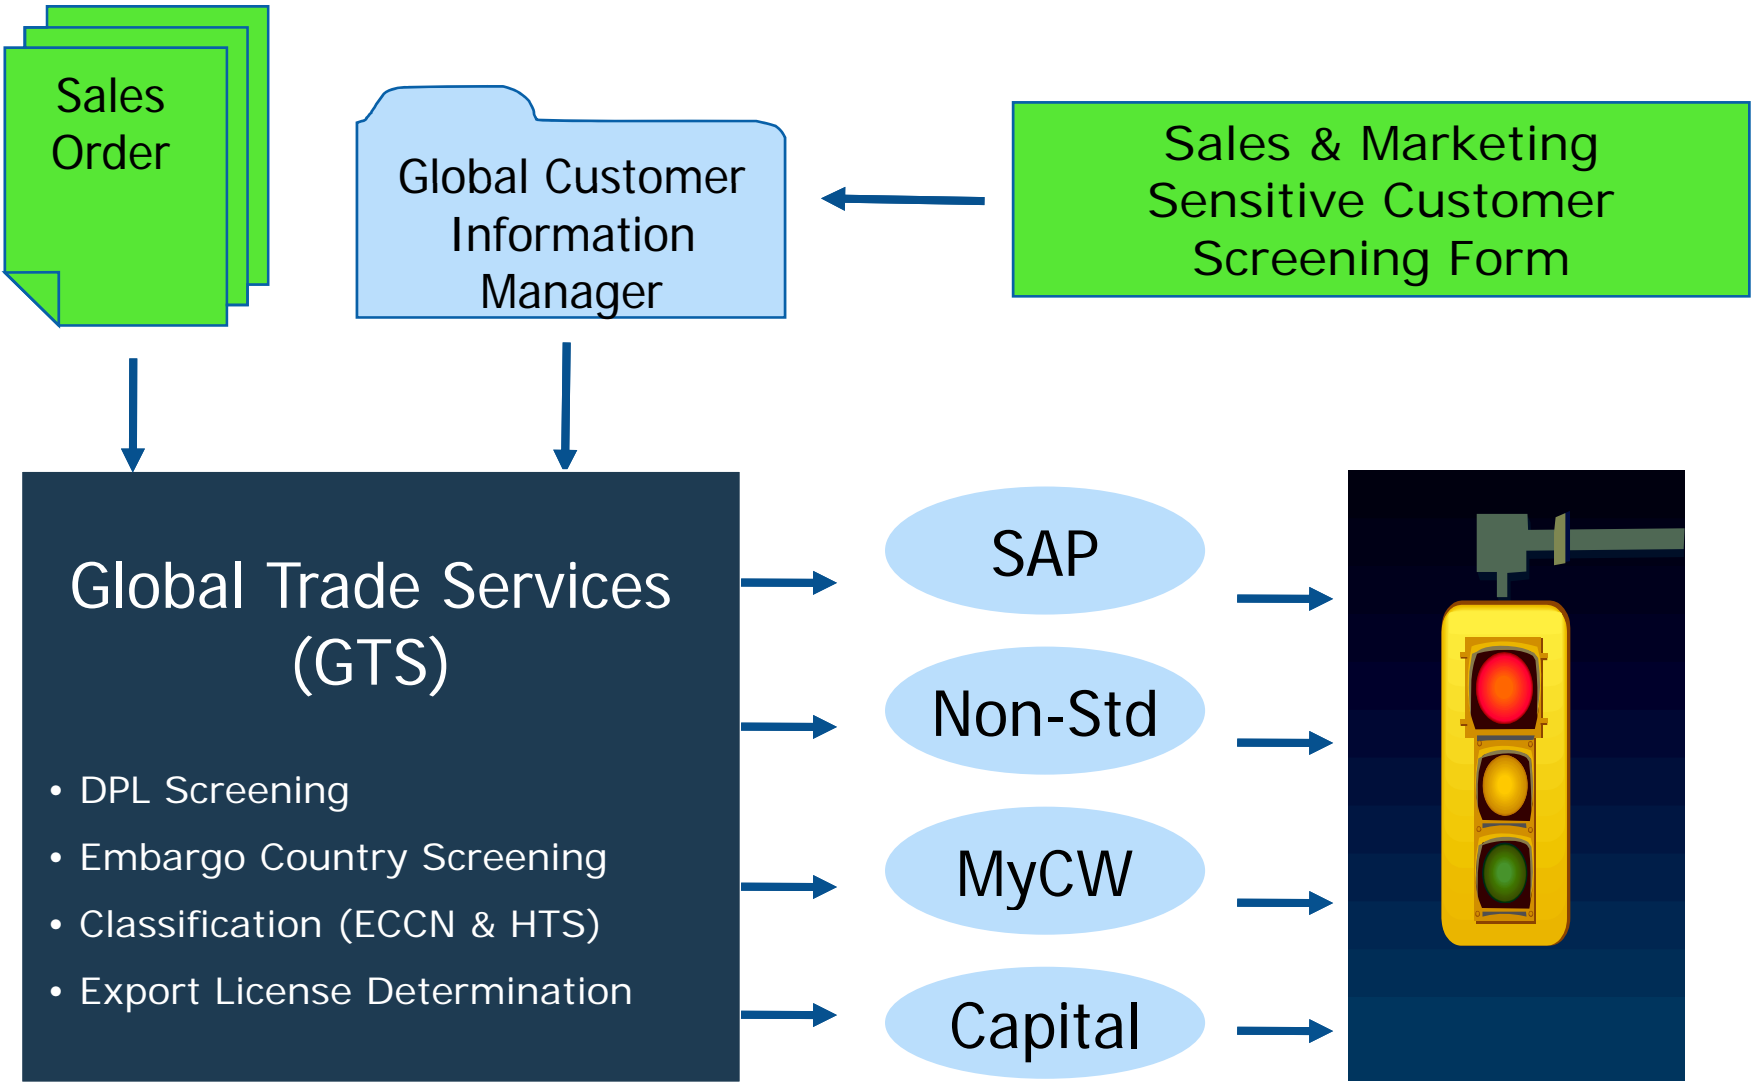 Sales
Order
Global Customer
Information
Manager
Sales & Marketing
Sensitive Customer
Screening Form
Global Trade Services
(GTS)
• DPL Screening
• Embargo Country Screening
• Classification (ECCN & HTS)
• Export License Determination
SAP
Non-Std
MyCW
Capital